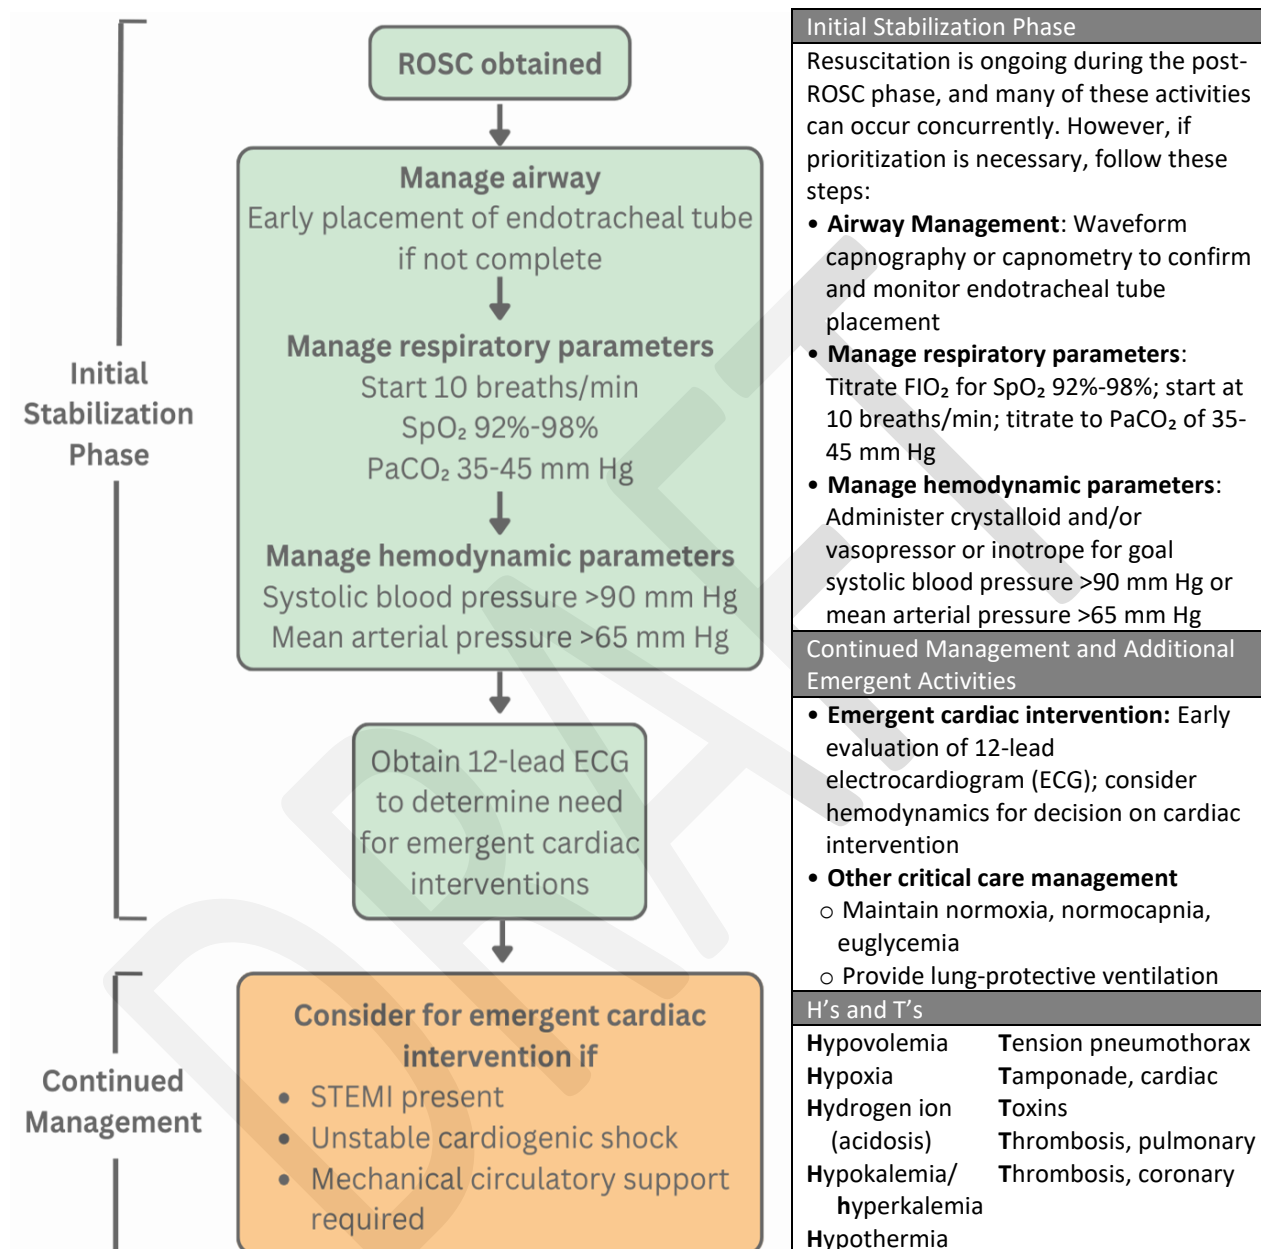 ROSC obtained
Manage airway
Early placement of endotracheal tube
if not complete
Manage respiratory parameters
Start 10 breaths/min
SpO₂ 92%-98%
PaCO₂ 35-45 mm Hg
Manage hemodynamic parameters
Systolic blood pressure >90 mm Hg
Mean arterial pressure >65 mm Hg
Initial
Stabilization
Phase
Obtain 12-lead ECG
to determine need
for emergent cardiac
interventions
Continued
Management
Consider for emergent cardiac
intervention if
• STEMI present
• Unstable cardiogenic shock
• Mechanical circulatory support
required
Initial Stabilization Phase
Resuscitation is ongoing during the post-
ROSC phase, and many of these activities
can occur concurrently. However, if
prioritization is necessary, follow these
steps:
• Airway Management: Waveform
capnography or capnometry to confirm
and monitor endotracheal tube
placement
• Manage respiratory parameters:
Titrate FIO₂ for SpO₂ 92%-98%; start at
10 breaths/min; titrate to PaCO₂ of 35-
45 mm Hg
• Manage hemodynamic parameters:
Administer crystalloid and/or
vasopressor or inotrope for goal
systolic blood pressure >90 mm Hg or
mean arterial pressure >65 mm Hg
Continued Management and Additional
Emergent Activities
• Emergent cardiac intervention: Early
evaluation of 12-lead
electrocardiogram (ECG); consider
hemodynamics for decision on cardiac
intervention
• Other critical care management
o Maintain normoxia, normocapnia,
euglycemia
o Provide lung-protective ventilation
H's and T's
Hypovolemia
Hypoxia
Hydrogen ion
(acidosis)
Hypokalemia/
hyperkalemia
Hypothermia
Tension pneumothorax
Tamponade, cardiac
Toxins
Thrombosis, pulmonary
Thrombosis, coronary
DRAFT